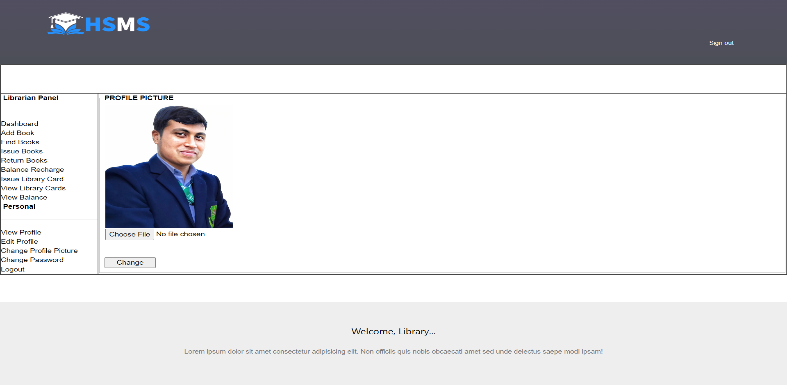 HSMS
Sign out
Librarian Panel
Dashboard
Add Book
Find Books
Issue Books
Return Books
Balance Recharge
Issue Library Card
View Library Cards
View Balance
Personal
View Profile
Edit Profile
Change Profile Picture
Change Password
Logout
PROFILE PICTURE
Choose File No file chosen
Change
Welcome, Library...
Lorem ipsum dolor sit amet consectetur adipisicing elit. Non officiis quis nobis obcaecati amet sed unde delectus saepe modi ipsam!